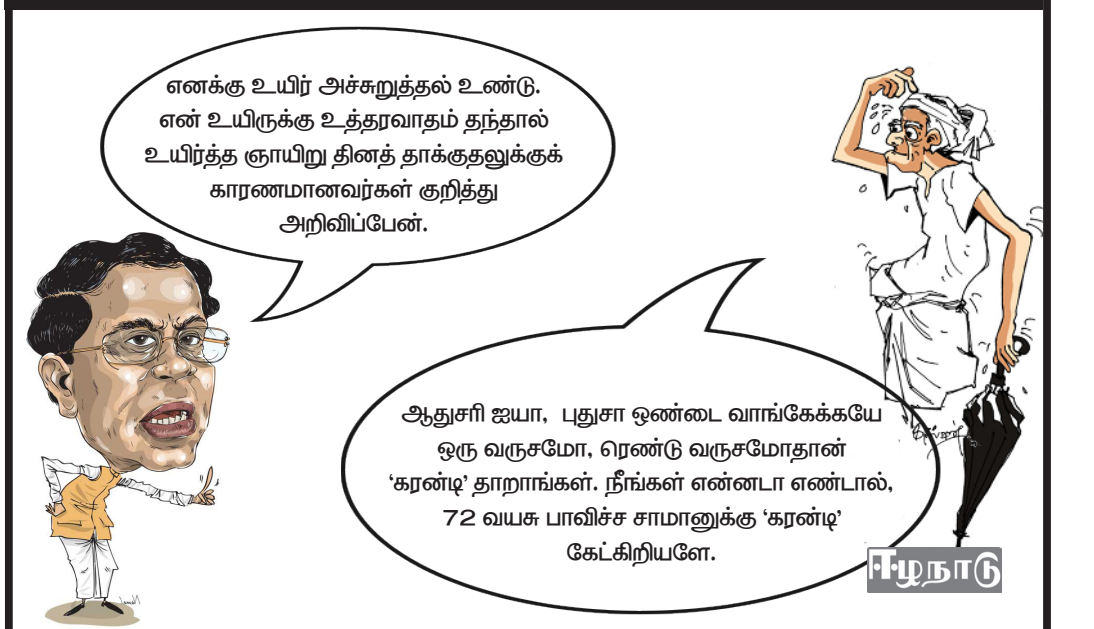 எனக்கு உயிர் அச்சுறுத்தல் உண்டு.
என் உயிருக்கு உத்தரவாதம் தந்தால்
உயிர்த்த ஞாயிறு தினத் தாக்குதலுக்குக்
காரணமானவர்கள் குறித்து
அறிவிப்பேன்.
ஆதுசரி ஐயா, புதுசா ஒண்டை வாங்கேக்கயே
ஒரு வருசமோ, ரெண்டு வருசமோதான்
‘கரன்டி’ தாறாங்கள். நீங்கள் என்னடா எண்டால்,
72 வயசு பாவிச்ச சாமானுக்கு ‘கரன்டி’
கேட்கிறியளே.
ஈழநாடு